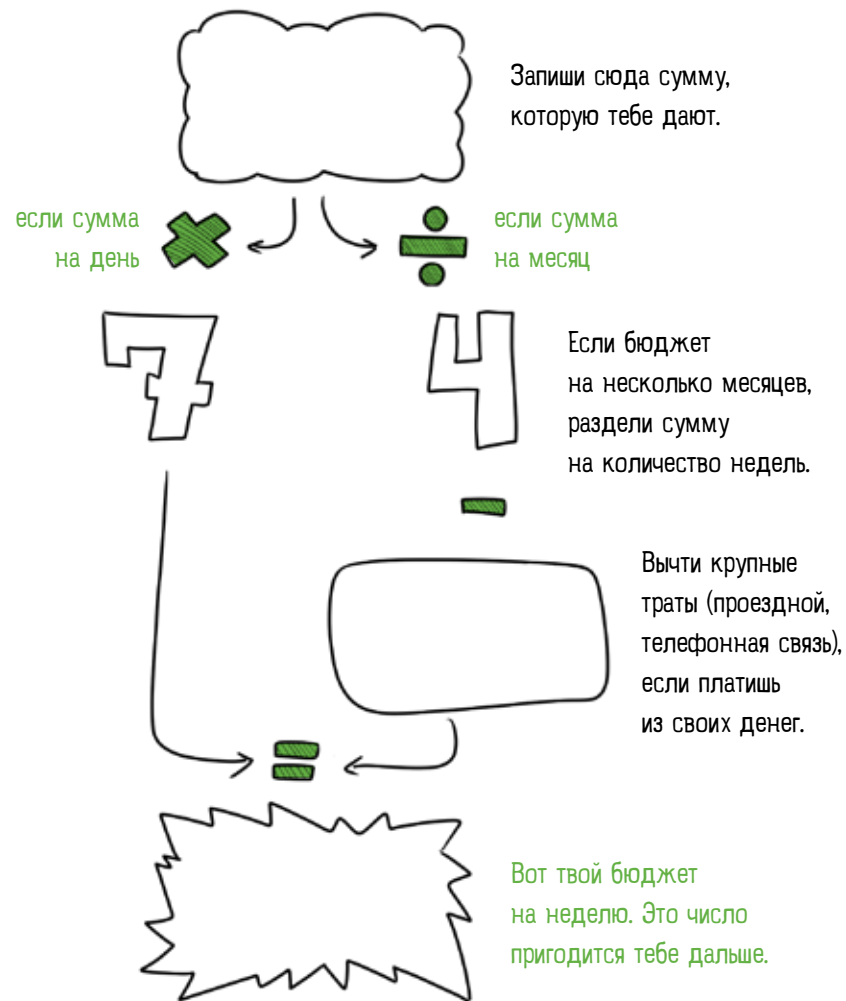 Запиши сюда сумму,
которую тебе дают.
если сумма
на день
если сумма
на месяц
7
4
Если бюджет
на несколько месяцев,
раздели сумму
на количество недель.
Вычти крупные
траты (проездной,
телефонная связь),
если платишь
из своих денег.
Вот твой бюджет
на неделю. Это число
пригодится тебе дальше.